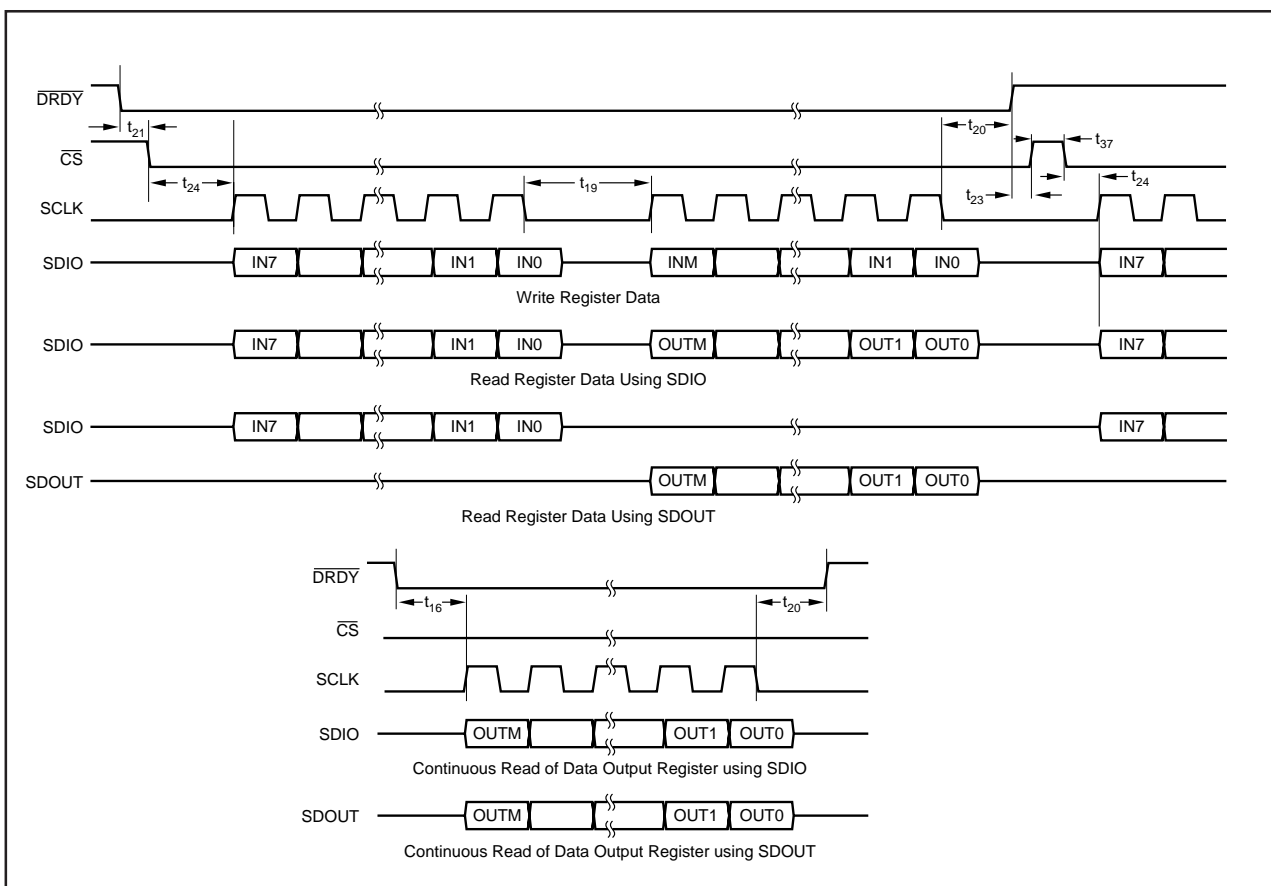 DRDY
t21
t20
CS
t37
t24
t19
t23
t24
SCLK
SDIO IN7 IN1 IN0 INM IN1 IN0 IN7
Write Register Data
SDIO IN7 IN1 IN0 OUTM OUT1 OUT0 IN7
Read Register Data Using SDIO
SDIO IN7 IN1 IN0 IN7
SDOUT OUTM OUT1 OUT0
Read Register Data Using SDOUT
DRDY
t16 t20
CS
SCLK
SDIO OUTM OUT1 OUT0
Continuous Read of Data Output Register using SDIO
SDOUT OUTM OUT1 OUT0
Continuous Read of Data Output Register using SDOUT